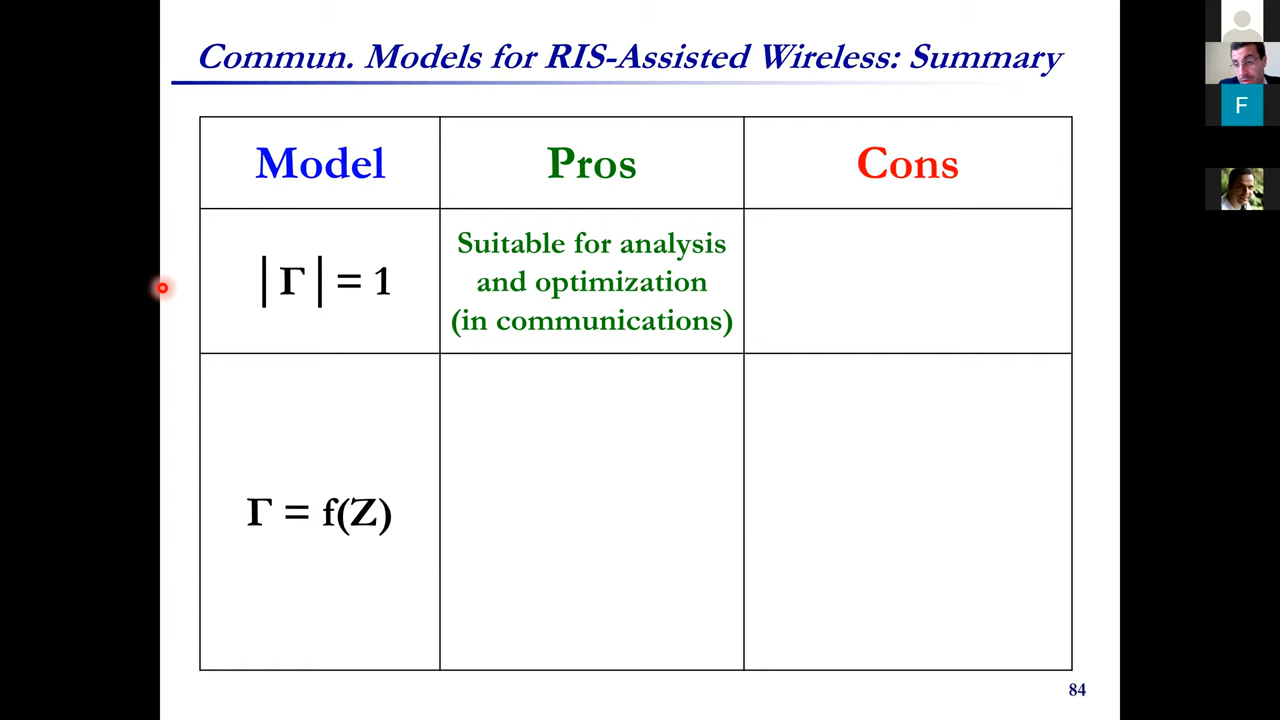 Commun. Models for RIS-Assisted Wireless: Summary
Model
Pros
Cons
|Γ| = 1
Suitable for analysis
and optimization
(in communications)
Γ = f(Z)
84
F